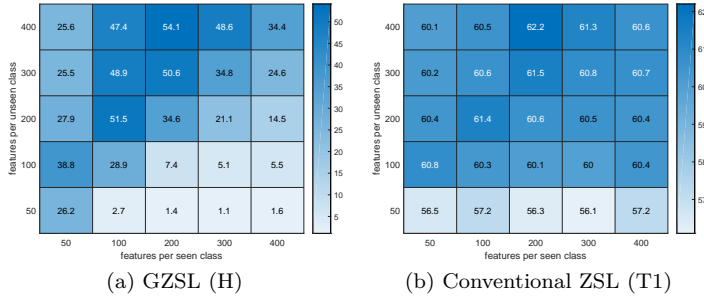 400 25.6 47.4 54.1 48.6 34.4
300 25.5 48.9 50.6 34.8 24.6
200 27.9 51.5 34.6 21.1 14.5
100 38.8 28.9 7.4 5.1 5.5
50 26.2 2.7 1.4 1.1 1.6
50 100 200 300 400
features per seen class
features per unseen class
50
45
40
35
30
25
20
15
10
5
(a) GZSL (H)
400 60.1 60.5 62.2 61.3 60.6
300 60.2 60.6 61.5 60.8 60.7
200 60.4 61.4 60.6 60.5 60.4
100 60.8 60.3 60.1 60 60.4
50 56.5 57.2 56.3 56.1 57.2
50 100 200 300 400
features per seen class
features per unseen class
(b) Conventional ZSL (T1)